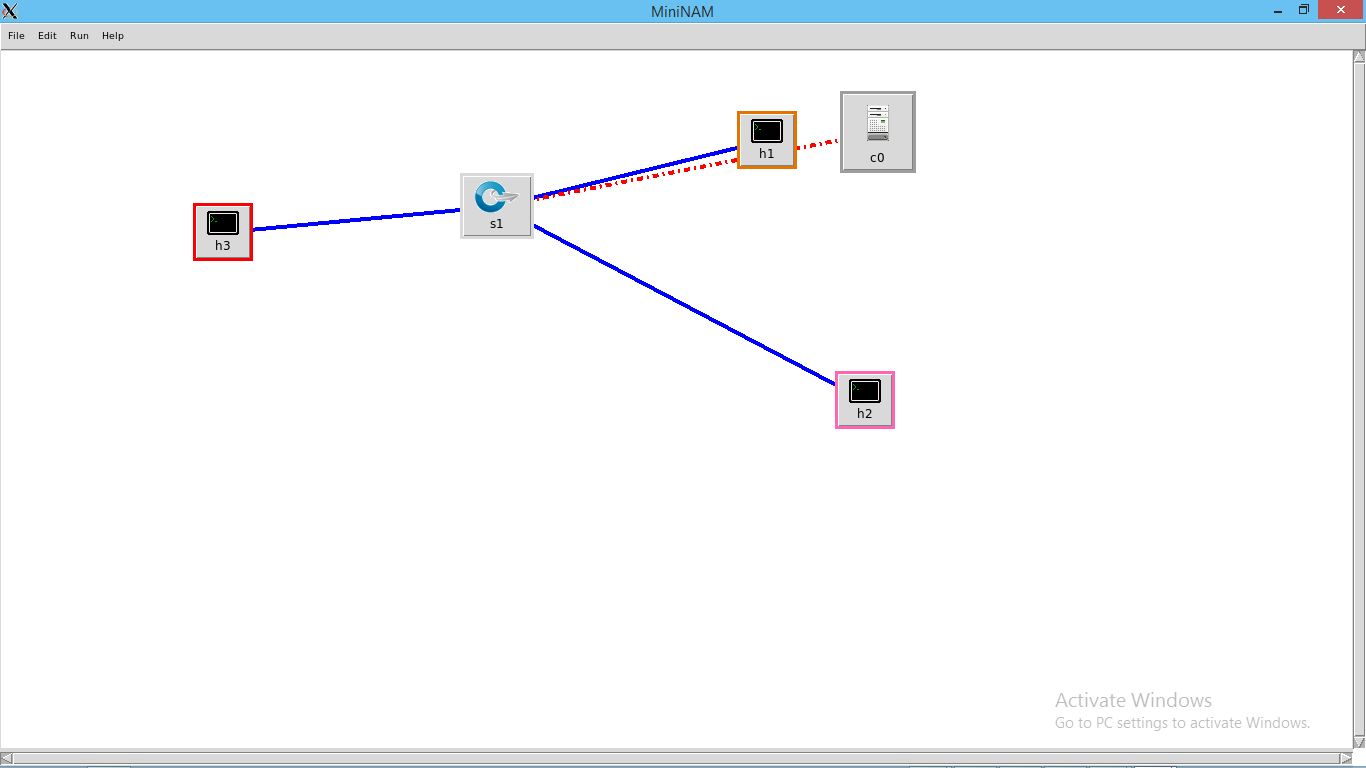 MiniNAM
File Edit Run Help
h1
c0
s1
h3
h2
Activate Windows
Go to PC settings to activate Windows.